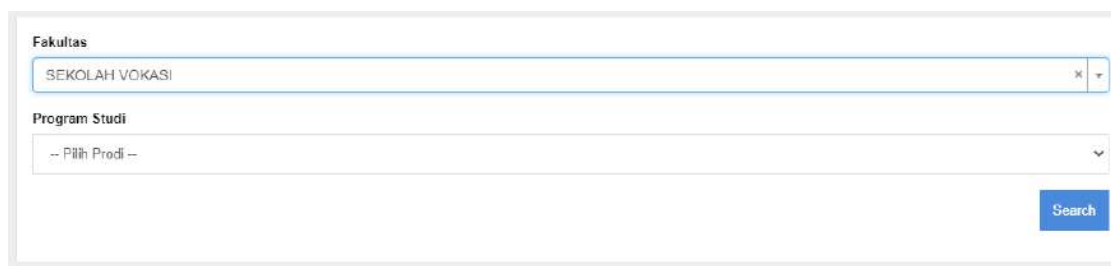 Fakultas
SEKOLAH VOKASI
Program Studi
-- Pilih Prodi --
Search